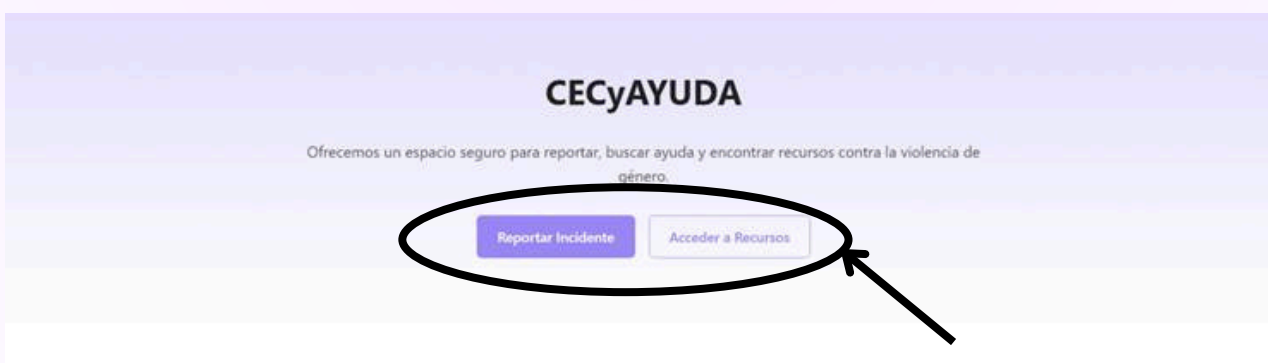 CECyAYUDA
Ofrecemos un espacio seguro para reportar, buscar ayuda y encontrar recursos contra la violencia de
género.
Reportar Incidente
Acceder a Recursos